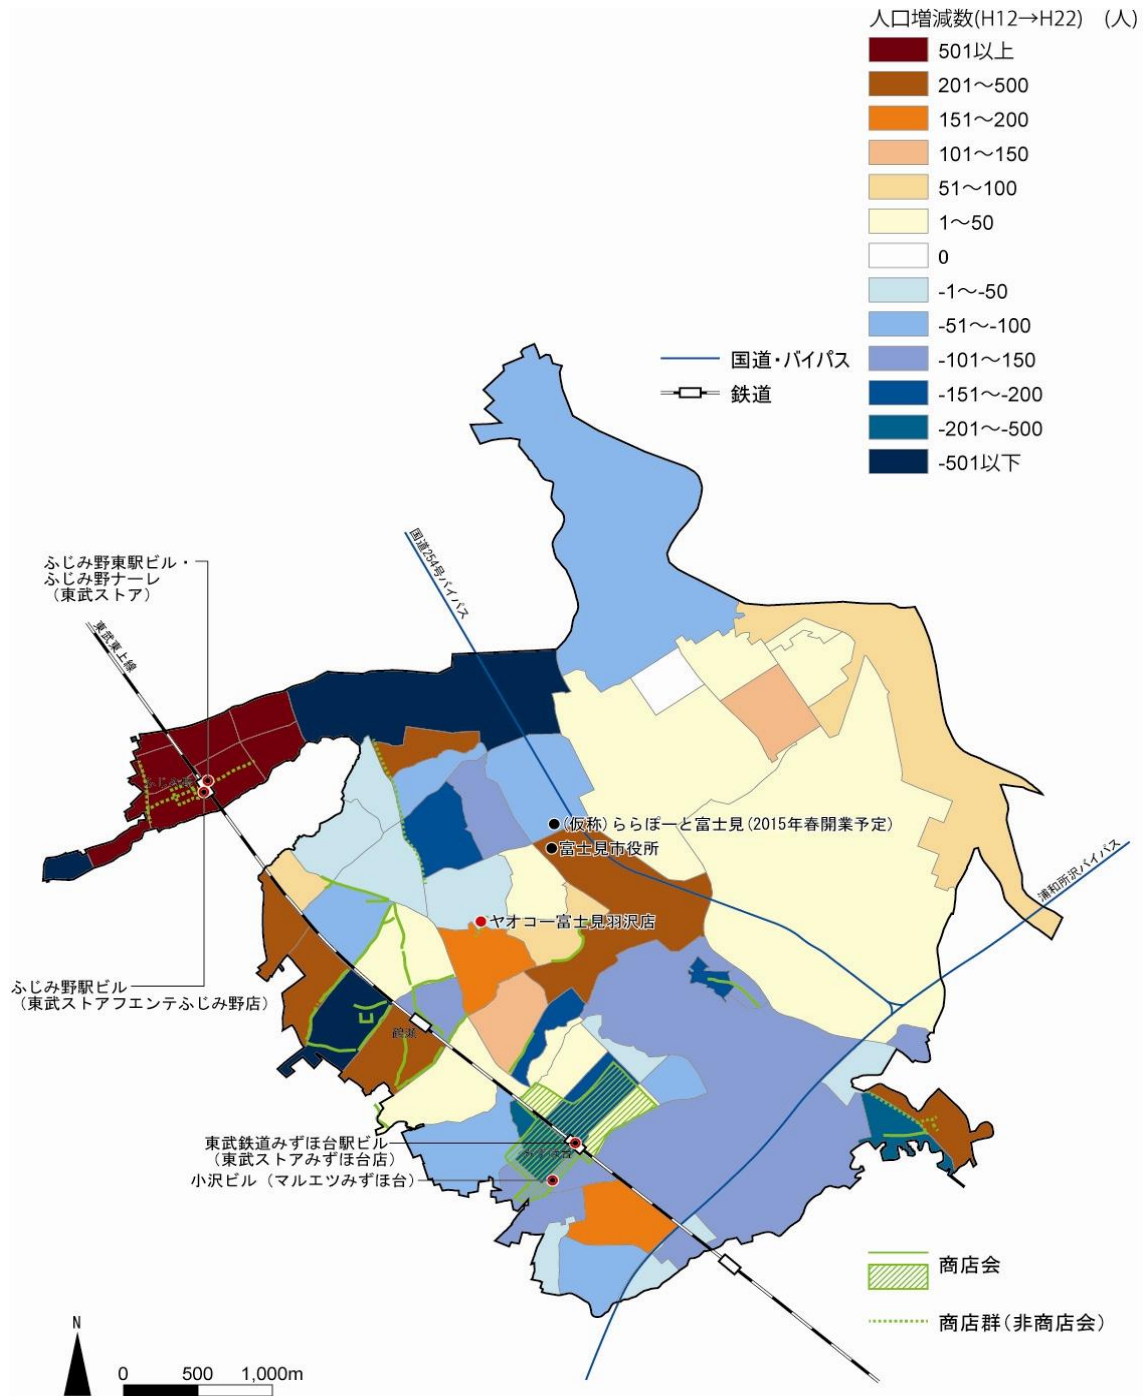 人口増減数(H12→H22) (人)
501以上
201～500
151～200
101～150
51～100
1～50
0
-1～-50
-51～-100
-101～150
-151～-200
-201～-500
-501以下
国道・バイパス
鉄道
国道254号バイパス
ふじみ野東駅ビル・
ふじみ野ナーレ
(東武ストア)
東武東上線
(仮称)ららぽーと富士見(2015年春開業予定)
富士見市役所
浦和所沢バイパス
ヤオコー富士見羽沢店
ふじみ野駅ビル
(東武ストアフエンテふじみ野店)
鶴瀬
東武鉄道みずほ台駅ビル
(東武ストアみずほ台店)
小沢ビル(マルエツみずほ台)
商店会
商店群(非商店会)
N
0 500 1,000m